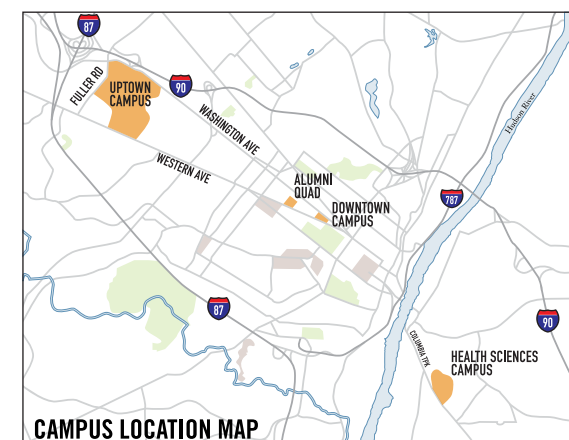 87
FULLER RD
UPTOWN
CAMPUS
90
WASHINGTON AVE
Hudson River
WESTERN AVE
ALUMNI
QUAD
787
DOWNTOWN
CAMPUS
87
90
COLUMBIA TPK
HEALTH SCIENCES
CAMPUS
CAMPUS LOCATION MAP